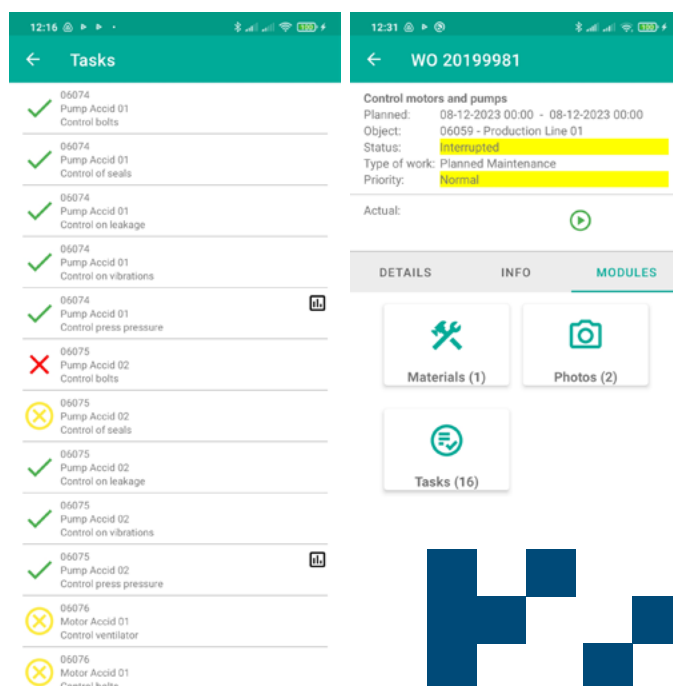 12:16
100
Tasks
06074
Pump Accid 01
Control bolts
06074
Pump Accid 01
Control of seals
06074
Pump Accid 01
Control on leakage
06074
Pump Accid 01
Control on vibrations
06074
Pump Accid 01
Control press pressure
06075
Pump Accid 02
Control bolts
06075
Pump Accid 02
Control of seals
06075
Pump Accid 02
Control on leakage
06075
Pump Accid 02
Control on vibrations
06075
Pump Accid 02
Control press pressure
06076
Motor Accid 01
Control ventilator
06076
Motor Accid 01
Control bolts
12:31
100
WO 20199981
Control motors and pumps
Planned: 08-12-2023 00:00 - 08-12-2023 00:00
Object: 06059 - Production Line 01
Status: Interrupted
Type of work: Planned Maintenance
Priority: Normal
Actual:
DETAILS INFO MODULES
Materials (1) Photos (2)
Tasks (16)